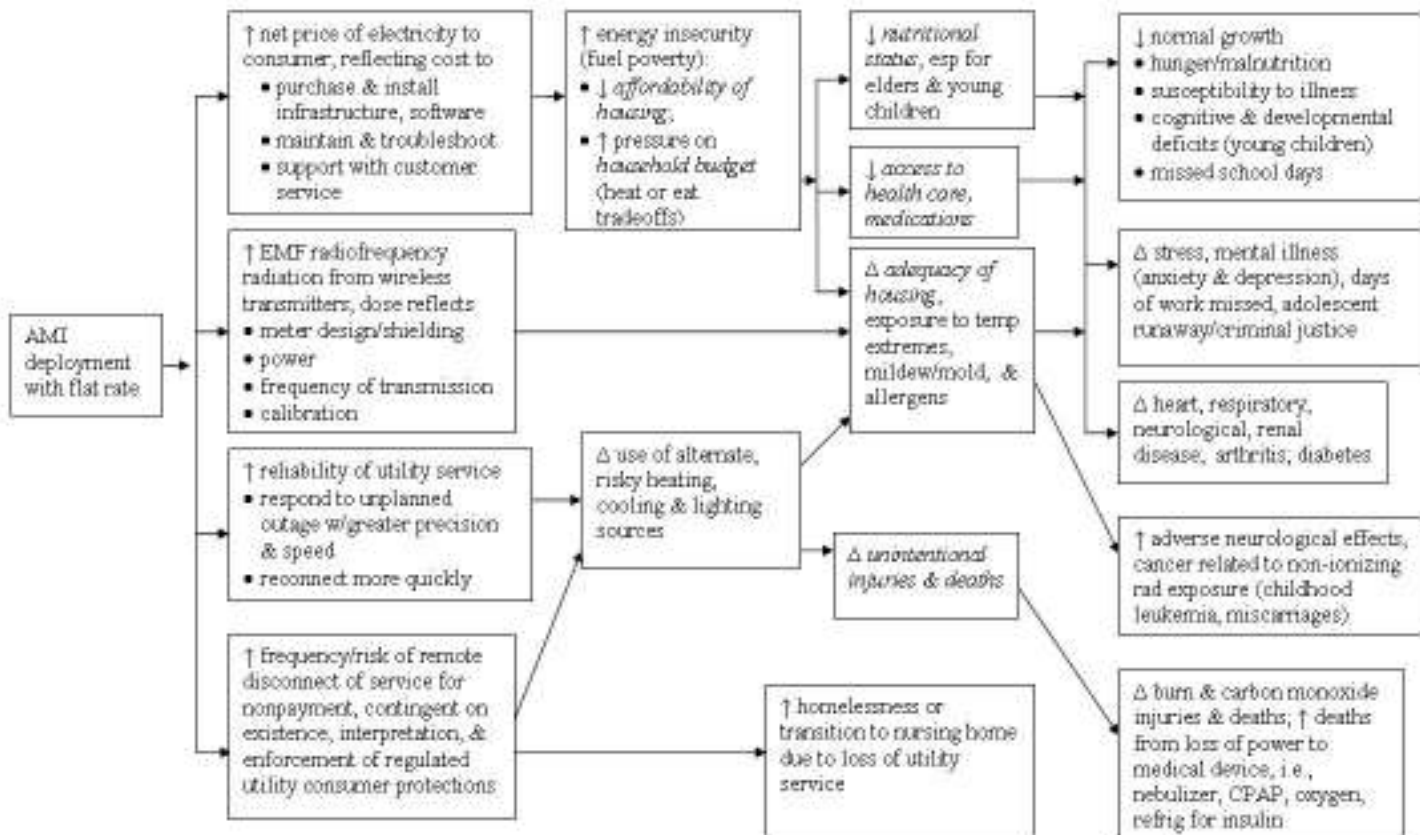 AMI
deployment
with flat rate
↑ net price of electricity to
consumer, reflecting cost to
• purchase & install
infrastructure, software
• maintain & troubleshoot
• support with customer
service
↑ EMF radiofrequency
radiation from wireless
transmitters, dose reflects
• meter design/shielding
• power
• frequency of transmission
• calibration
↑ reliability of utility service
• respond to unplanned
outage w/greater precision
& speed
• reconnect more quickly
↑ frequency/risk of remote
disconnect of service for
nonpayment, contingent on
existence, interpretation, &
enforcement of regulated
utility consumer protections
↑ energy insecurity
(fuel poverty):
• ↓ affordability of
housing;
• ↑ pressure on
household budget
(heat or eat
tradeoffs)
Δ use of alternate,
risky heating,
cooling & lighting
sources
↓ nutritional
status, esp for
elders & young
children
↓ access to
health care,
medications
Δ adequacy of
housing,
exposure to temp
extremes,
mildew/mold, &
allergens
Δ unintentional
injuries & deaths
↑ homelessness or
transition to nursing home
due to loss of utility
service
↓ normal growth
• hunger/malnutrition
• susceptibility to illness
• cognitive & developmental
deficits (young children)
• missed school days
Δ stress, mental illness
(anxiety & depression), days
of work missed, adolescent
runaway/criminal justice
Δ heart, respiratory,
neurological, renal
disease, arthritis, diabetes
↑ adverse neurological effects,
cancer related to non-ionizing
rad exposure (childhood
leukemia, miscarriages)
Δ burn & carbon monoxide
injuries & deaths; ↑ deaths
from loss of power to
medical device, i.e.,
nebulizer, CPAP, oxygen,
refrig for insulin